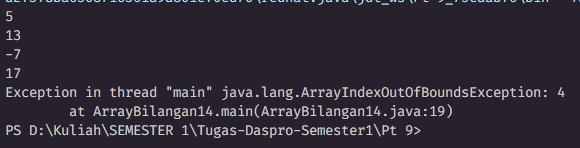 5
13
-7
17
Exception in thread "main" java.lang.ArrayIndexOutOfBoundsException: 4
at ArrayBilangan14.main(ArrayBilangan14.java:19)
PS D:\Kuliah\SEMESTER 1\Tugas-Daspro-Semester1\Pt 9>